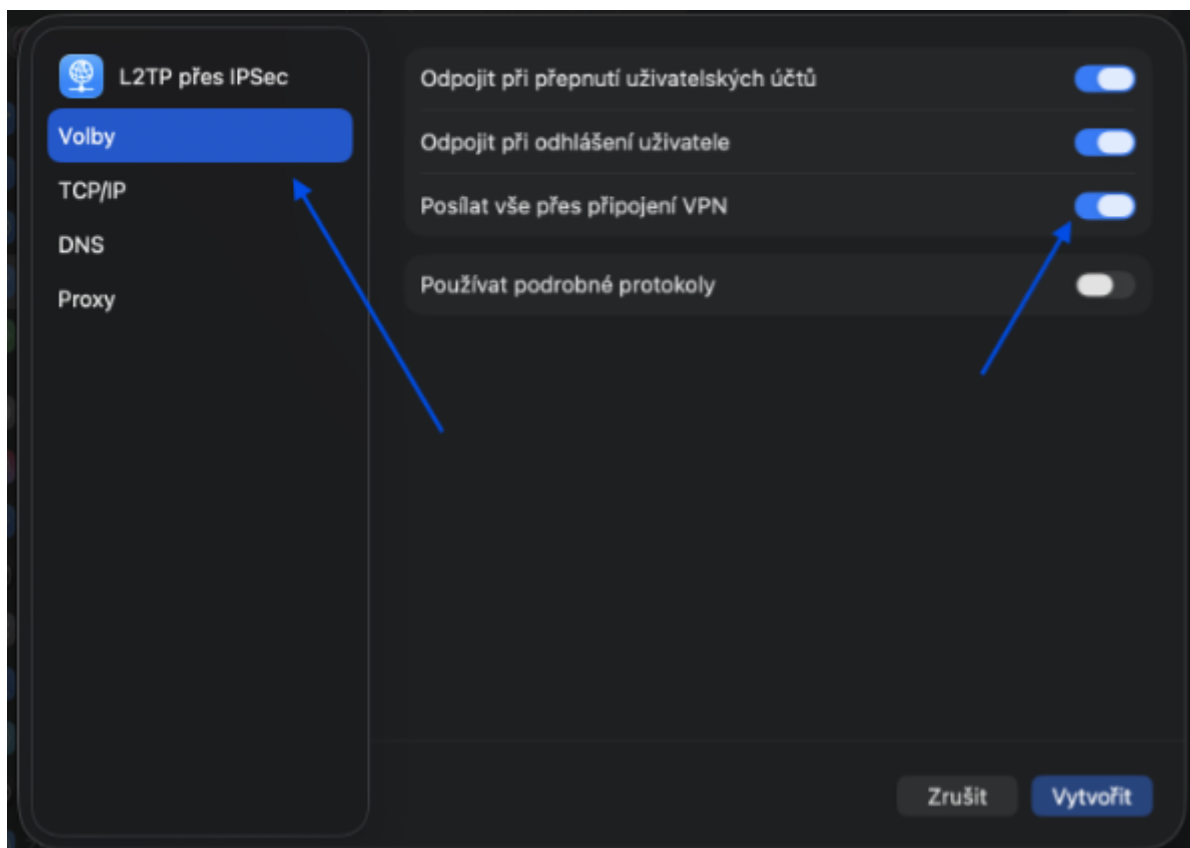 L2TP přes IPSec
Volby
TCP/IP
DNS
Proxy
Odpojit při přepnutí uživatelských účtů
Odpojit při odhlášení uživatele
Posílat vše přes připojení VPN
Používat podrobné protokoly
Zrušit
Vytvořit